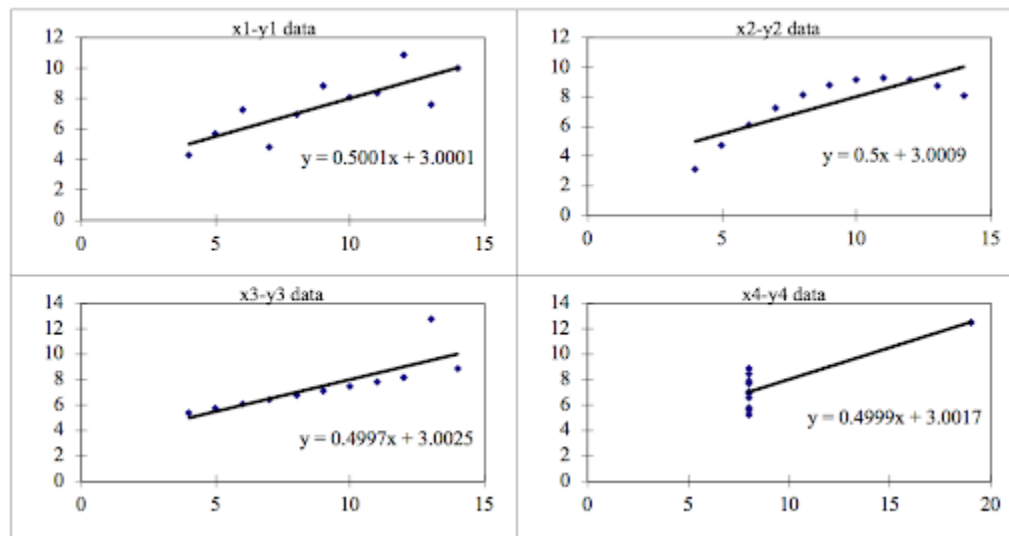 x1-y1 data
12
10
8
6
4
2
0
y = 0.5001x + 3.0001
0 5 10 15
x2-y2 data
12
10
8
6
4
2
0
y = 0.5x + 3.0009
0 5 10 15
x3-y3 data
14
12
10
8
6
4
2
0
y = 0.4997x + 3.0025
0 5 10 15
x4-y4 data
14
12
10
8
6
4
2
0
y = 0.4999x + 3.0017
0 5 10 15 20